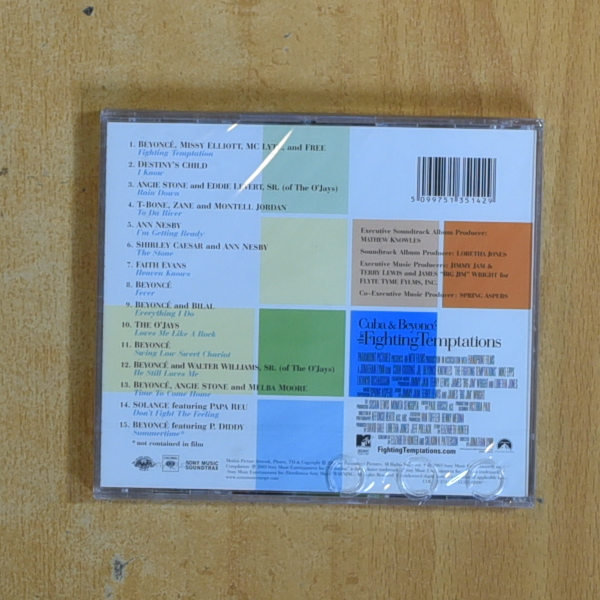 1. BEYONCÉ, MISSY ELLIOTT, MC LYTE, and FREE
Fighting Temptation
2. DESTINY'S CHILD
I Know
3. ANGIE STONE and EDDIE LEVERT, SR. (of The O'Jays)
Rain Down
4. T-BONE, ZANE and MONTELL JORDAN
To Da River
5. ANN NESBY
I'm Getting Ready
6. SHIRLEY CAESAR and ANN NESBY
The Stone
7. FAITH EVANS
Heaven Knows
8. BEYONCÉ
Fever
9. BEYONCÉ and BILAL
Everything I Do
10. THE O'JAYS
Loves Me Like A Rock
11. BEYONCÉ
Swing Low Sweet Chariot
12. BEYONCÉ and WALTER WILLIAMS, SR. (of The O'Jays)
He Still Loves Me
13. BEYONCÉ, ANGIE STONE and MELBA MOORE
Time To Come Home
14. SOLANGE featuring PAPA REU
Don't Fight The Feeling
15. BEYONCÉ featuring P. DIDDY
Summertime*
* not contained in film
5 099751 351429
Executive Soundtrack Album Producer:
MATHEW KNOWLES
Soundtrack Album Producer: LORETHA JONES
Executive Music Producers: JIMMY JAM &
TERRY LEWIS and JAMES "BIG JIM" WRIGHT for
FLYTE TYME FYLMS, INC.
Co-Executive Music Producer: SPRING ASPERS
Cuba & Beyoncé
The Fighting Temptations
FightingTemptations.com
SONY MUSIC
SOUNDTRAX